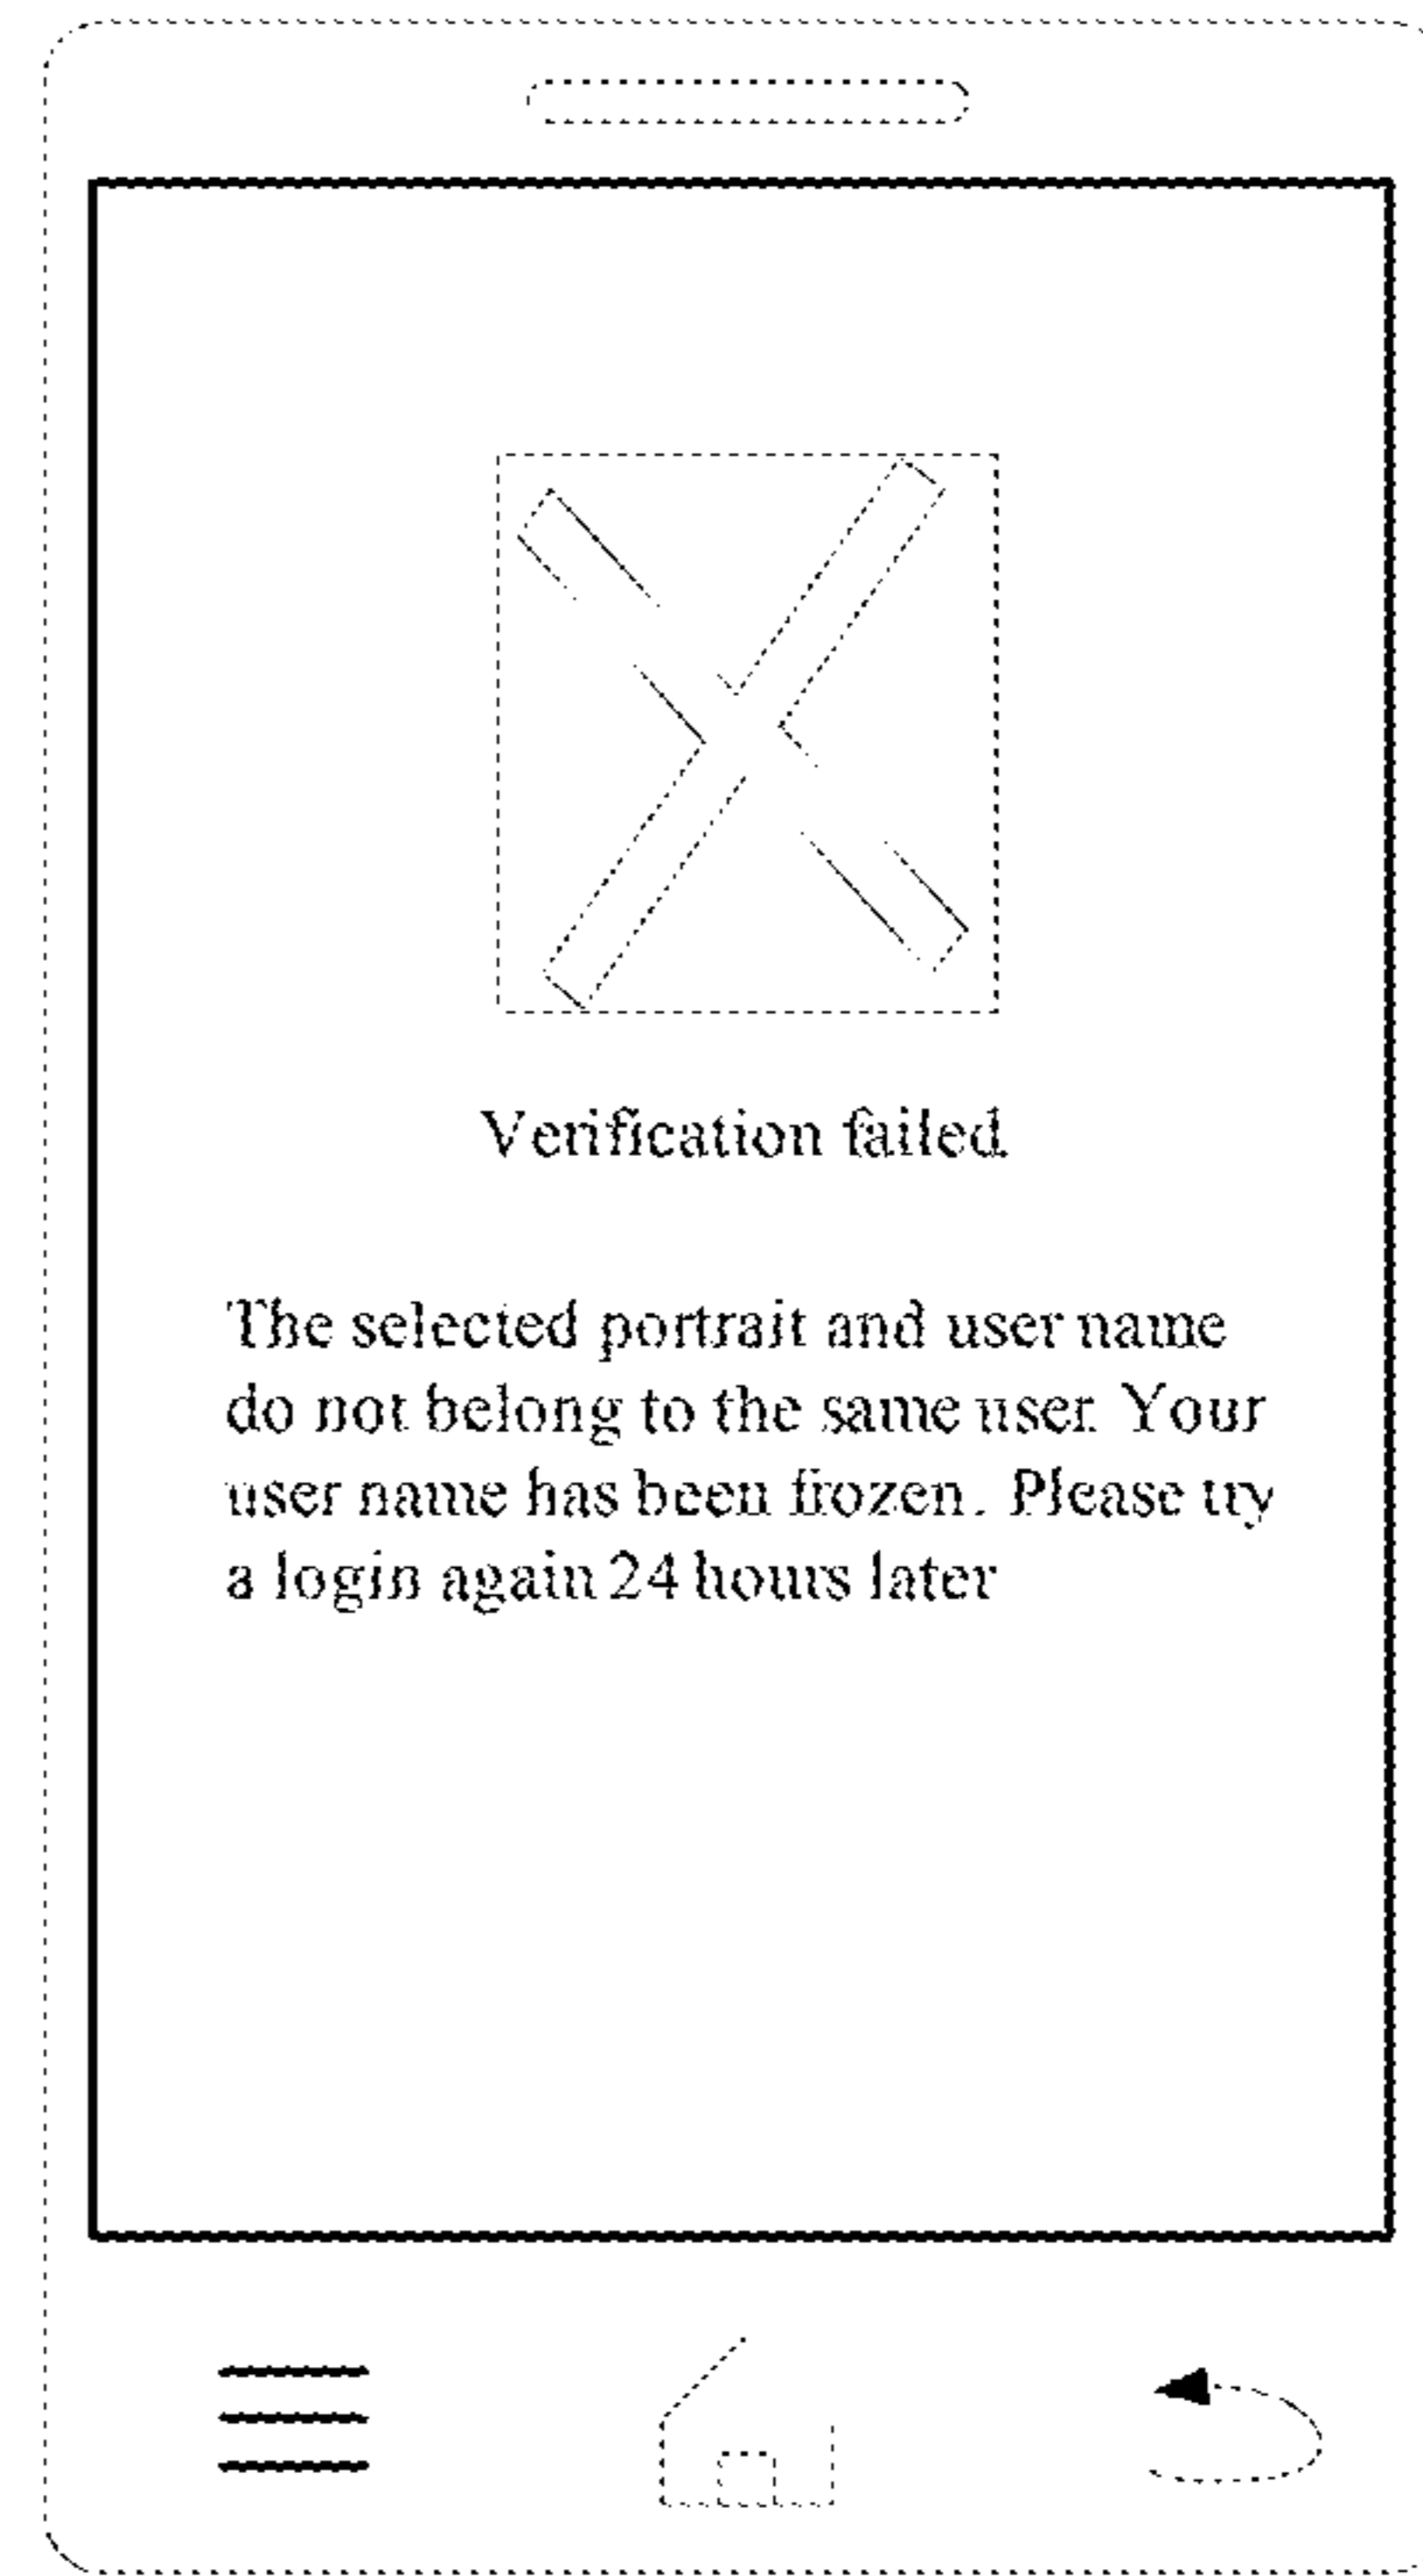 Verification failed.
The selected portrait and user name
do not belong to the same user. Your
user name has been frozen. Please try
a login again 24 hours later